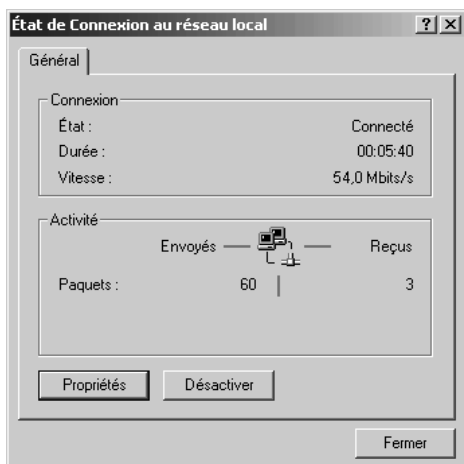 État de Connexion au réseau local
Général
Connexion
État : Connecté
Durée : 00:05:40
Vitesse : 54,0 Mbits/s
Activité
Envoyés Reçus
Paquets : 60 3
Propriétés Désactiver
Fermer